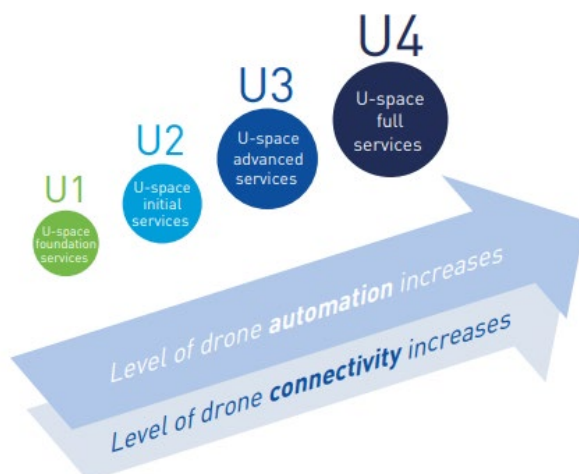 U1
U-space
foundation
services
U2
U-space
initial
services
U3
U-space
advanced
services
U4
U-space
full
services
Level of drone automation increases
Level of drone connectivity increases